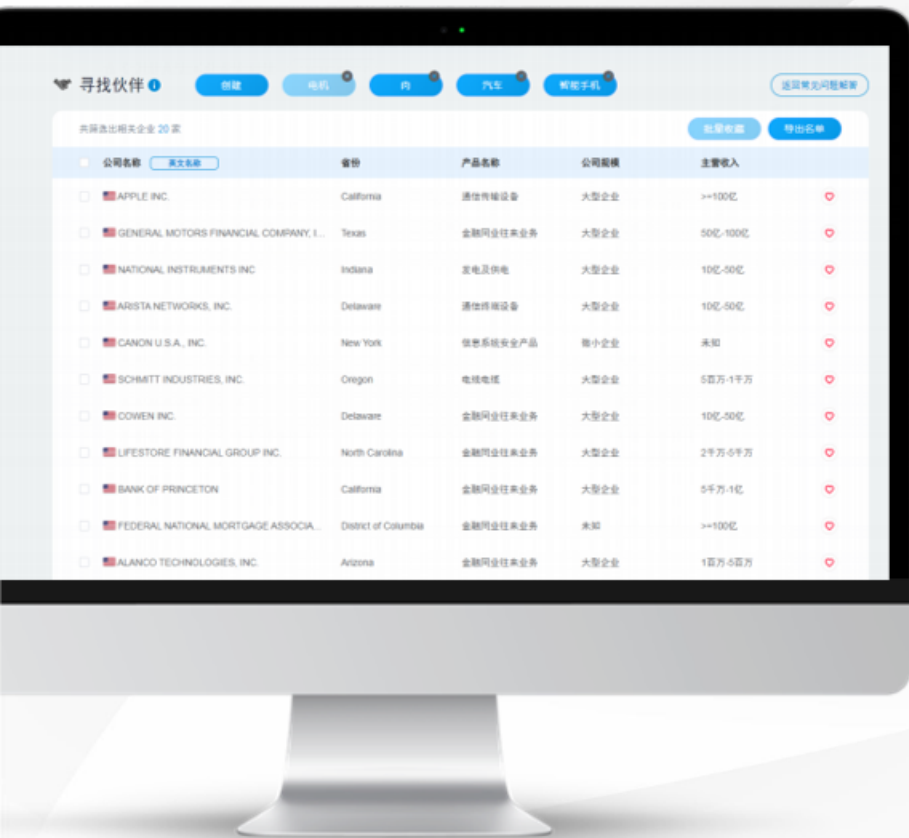 寻找伙伴
创建 电机 肉 汽车 智能手机 返回常见问题解答
共筛选出相关企业 20 家 批量收藏 导出名单
公司名称 英文名称 省份 产品名称 公司规模 主营收入
APPLE INC. California 通信传输设备 大型企业 >=100亿
GENERAL MOTORS FINANCIAL COMPANY, I... Texas 金融同业往来业务 大型企业 50亿-100亿
NATIONAL INSTRUMENTS INC Indiana 发电及供电 大型企业 10亿-50亿
ARISTA NETWORKS, INC. Delaware 通信终端设备 大型企业 10亿-50亿
CANON U.S.A., INC. New York 信息系统安全产品 微小企业 未知
SCHMITT INDUSTRIES, INC. Oregon 电线电缆 大型企业 5百万-1千万
COWEN INC. Delaware 金融同业往来业务 大型企业 10亿-50亿
LIFESTORE FINANCIAL GROUP INC. North Carolina 金融同业往来业务 大型企业 2千万-5千万
BANK OF PRINCETON California 金融同业往来业务 大型企业 5千万-1亿
FEDERAL NATIONAL MORTGAGE ASSOCIA... District of Columbia 金融同业往来业务 未知 >=100亿
ALANCO TECHNOLOGIES, INC. Arizona 金融同业往来业务 大型企业 1百万-5百万